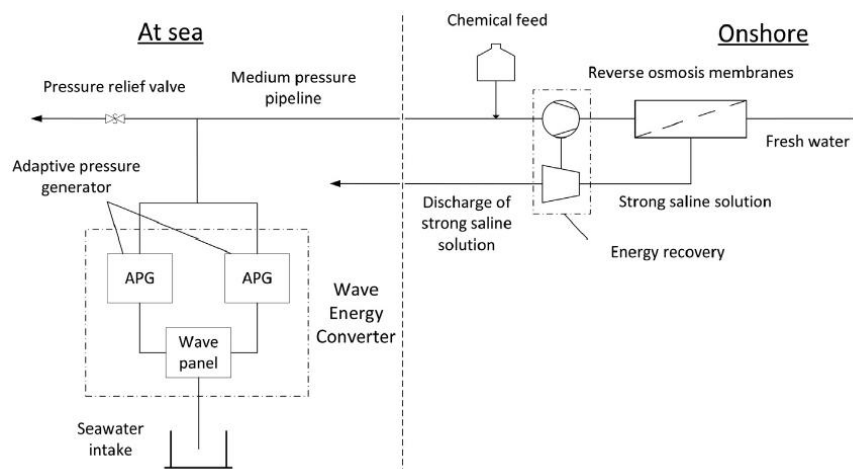 At sea
Chemical feed
Onshore
Pressure relief valve
Medium pressure
pipeline
Reverse osmosis membranes
Fresh water
Adaptive pressure
generator
Discharge of
strong saline
solution
Strong saline solution
Energy recovery
APG
APG
Wave
Energy
Converter
Wave
panel
Seawater
intake